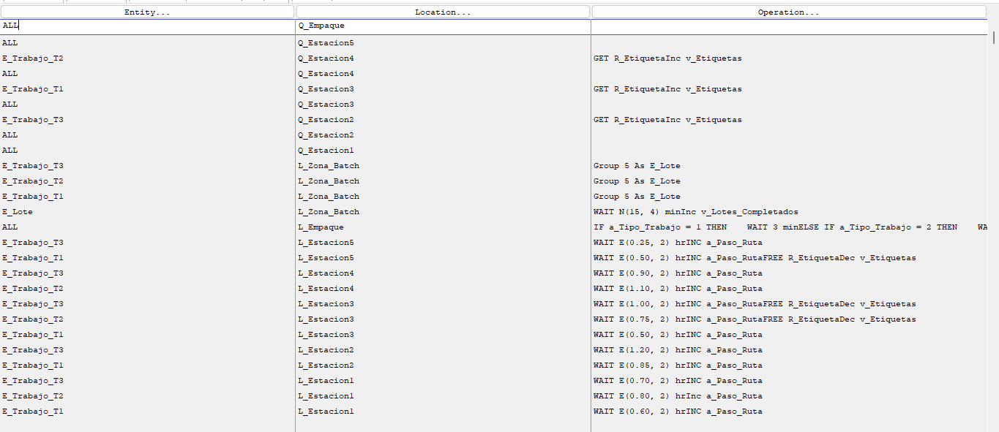 Entity... Location... Operation...
ALL Q_Empaque
ALL Q_Estacion5
E_Trabajo_T2 Q_Estacion4 GET R_EtiquetaInc v_Etiquetas
ALL Q_Estacion4
E_Trabajo_T1 Q_Estacion3 GET R_EtiquetaInc v_Etiquetas
ALL Q_Estacion3
E_Trabajo_T3 Q_Estacion2 GET R_EtiquetaInc v_Etiquetas
ALL Q_Estacion2
ALL Q_Estacion1
E_Trabajo_T3 L_Zona_Batch Group 5 As E_Lote
E_Trabajo_T2 L_Zona_Batch Group 5 As E_Lote
E_Trabajo_T1 L_Zona_Batch Group 5 As E_Lote
E_Lote L_Zona_Batch WAIT N(15, 4) minInc v_Lotes_Completados
ALL L_Empaque IF a_Tipo_Trabajo = 1 THEN WAIT 3 minELSE IF a_Tipo_Trabajo = 2 THEN WA
E_Trabajo_T3 L_Estacion5 WAIT E(0.25, 2) hrINC a_Paso_Ruta
E_Trabajo_T1 L_Estacion5 WAIT E(0.50, 2) hrINC a_Paso_RutaFREE R_EtiquetaDec v_Etiquetas
E_Trabajo_T3 L_Estacion4 WAIT E(0.90, 2) hrINC a_Paso_Ruta
E_Trabajo_T2 L_Estacion4 WAIT E(1.10, 2) hrINC a_Paso_Ruta
E_Trabajo_T3 L_Estacion3 WAIT E(1.00, 2) hrINC a_Paso_RutaFREE R_EtiquetaDec v_Etiquetas
E_Trabajo_T2 L_Estacion3 WAIT E(0.75, 2) hrINC a_Paso_RutaFREE R_EtiquetaDec v_Etiquetas
E_Trabajo_T1 L_Estacion3 WAIT E(0.50, 2) hrINC a_Paso_Ruta
E_Trabajo_T3 L_Estacion2 WAIT E(1.20, 2) hrINC a_Paso_Ruta
E_Trabajo_T1 L_Estacion2 WAIT E(0.85, 2) hrINC a_Paso_Ruta
E_Trabajo_T3 L_Estacion1 WAIT E(0.70, 2) hrINC a_Paso_Ruta
E_Trabajo_T2 L_Estacion1 WAIT E(0.80, 2) hrInc a_Paso_Ruta
E_Trabajo_T1 L_Estacion1 WAIT E(0.60, 2) hrINC a_Paso_Ruta